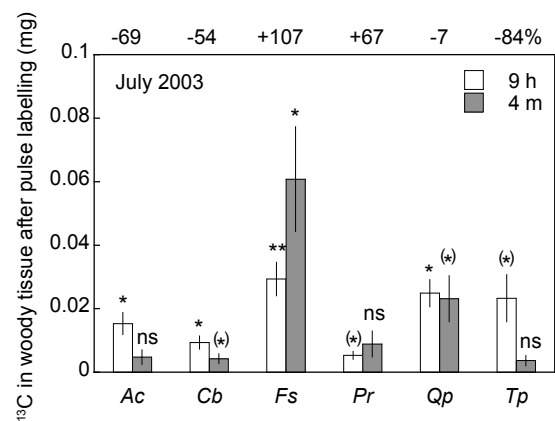 -69 -54 +107 +67 -7 -84%
0.1
July 2003
9 h
4 m
0.08
*
0.06
0.04
**
* (*)
(*)
0.02
* ns
* (*)
(*)
ns
ns
0
Ac Cb Fs Pr Qp Tp
¹³C in woody tissue after pulse labelling (mg)